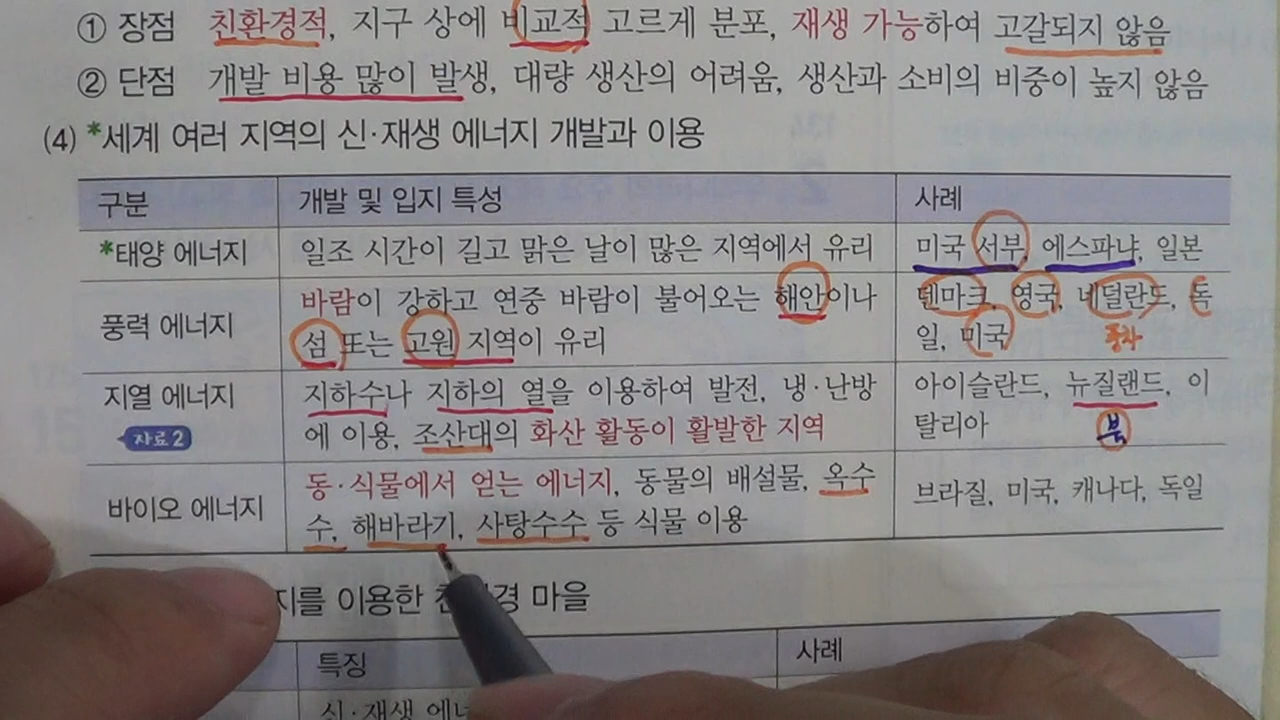 ① 장점 친환경적, 지구 상에 비교적 고르게 분포, 재생 가능하여 고갈되지 않음
② 단점 개발 비용 많이 발생, 대량 생산의 어려움, 생산과 소비의 비중이 높지 않음
(4) *세계 여러 지역의 신·재생 에너지 개발과 이용
구분 개발 및 입지 특성 사례
*태양 에너지 일조 시간이 길고 맑은 날이 많은 지역에서 유리 미국 서부, 에스파냐, 일본
풍력 에너지 바람이 강하고 연중 바람이 불어오는 해안이나
섬 또는 고원 지역이 유리
덴마크, 영국, 네덜란드, 독
일, 미국
풍차
지열 에너지
자료2
지하수나 지하의 열을 이용하여 발전, 냉·난방
에 이용, 조산대의 화산 활동이 활발한 지역
아이슬란드, 뉴질랜드, 이
탈리아
북
바이오 에너지
동·식물에서 얻는 에너지, 동물의 배설물, 옥수
수, 해바라기, 사탕수수 등 식물 이용
브라질, 미국, 캐나다, 독일
지를 이용한 친환경 마을
특징 사례
신·재생 에너